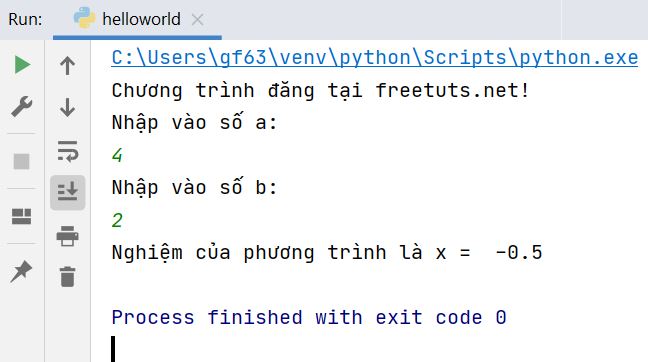 Run: helloworld
C:\Users\gf63\venv\python\Scripts\python.exe
Chương trình đăng tại freetuts.net!
Nhập vào số a:
4
Nhập vào số b:
2
Nghiệm của phương trình là x =  -0.5
Process finished with exit code 0